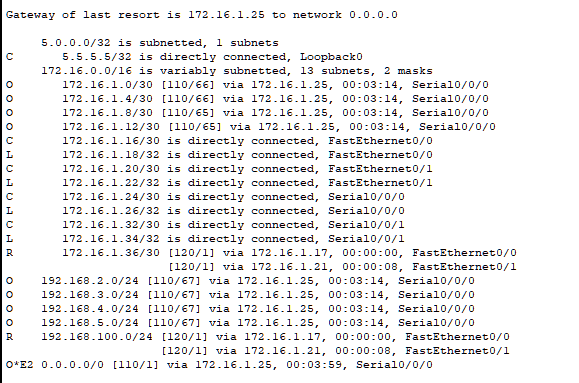 Gateway of last resort is 172.16.1.25 to network 0.0.0.0
5.0.0.0/32 is subnetted, 1 subnets
C 5.5.5.5/32 is directly connected, Loopback0
172.16.0.0/16 is variably subnetted, 13 subnets, 2 masks
O 172.16.1.0/30 [110/66] via 172.16.1.25, 00:03:14, Serial0/0/0
O 172.16.1.4/30 [110/66] via 172.16.1.25, 00:03:14, Serial0/0/0
O 172.16.1.8/30 [110/65] via 172.16.1.25, 00:03:14, Serial0/0/0
O 172.16.1.12/30 [110/65] via 172.16.1.25, 00:03:14, Serial0/0/0
C 172.16.1.16/30 is directly connected, FastEthernet0/0
L 172.16.1.18/32 is directly connected, FastEthernet0/0
C 172.16.1.20/30 is directly connected, FastEthernet0/1
L 172.16.1.22/32 is directly connected, FastEthernet0/1
C 172.16.1.24/30 is directly connected, Serial0/0/0
L 172.16.1.26/32 is directly connected, Serial0/0/0
C 172.16.1.32/30 is directly connected, Serial0/0/1
L 172.16.1.34/32 is directly connected, Serial0/0/1
R 172.16.1.36/30 [120/1] via 172.16.1.17, 00:00:00, FastEthernet0/0
[120/1] via 172.16.1.21, 00:00:08, FastEthernet0/1
O 192.168.2.0/24 [110/67] via 172.16.1.25, 00:03:14, Serial0/0/0
O 192.168.3.0/24 [110/67] via 172.16.1.25, 00:03:14, Serial0/0/0
O 192.168.4.0/24 [110/67] via 172.16.1.25, 00:03:14, Serial0/0/0
O 192.168.5.0/24 [110/67] via 172.16.1.25, 00:03:14, Serial0/0/0
R 192.168.100.0/24 [120/1] via 172.16.1.17, 00:00:00, FastEthernet0/0
[120/1] via 172.16.1.21, 00:00:08, FastEthernet0/1
O*E2 0.0.0.0/0 [110/1] via 172.16.1.25, 00:03:59, Serial0/0/0